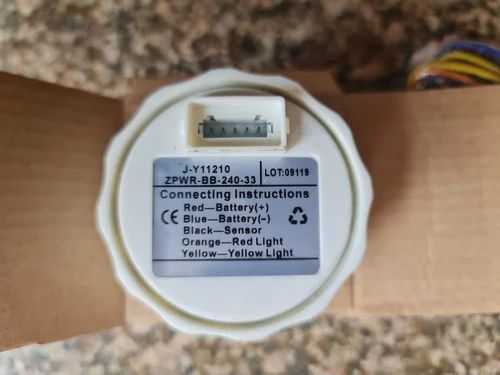 J-Y11210
ZPWR-BB-240-33
LOT:09119
Connecting Instructions
Red—Battery(+)
CE
Blue—Battery(-)
Black—Sensor
Orange—Red Light
Yellow—Yellow Light